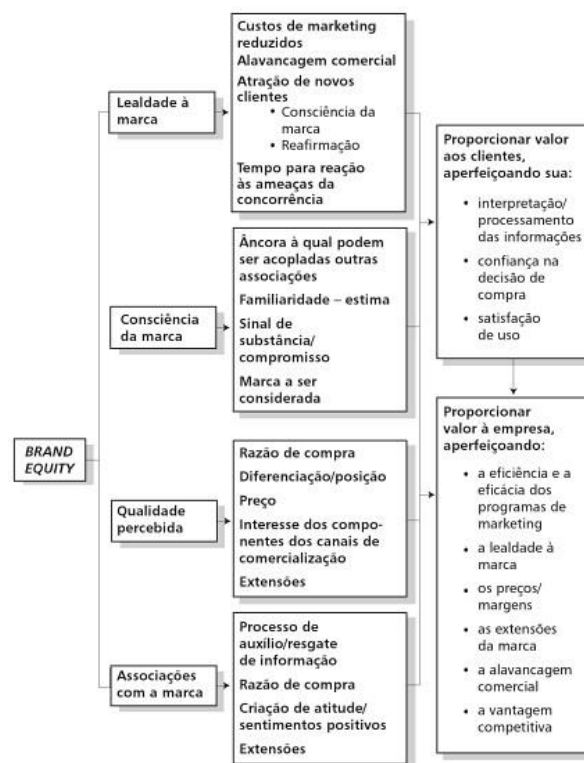 BRAND
EQUITY
Lealdade à
marca
Custos de marketing
reduzidos
Alavancagem comercial
Atração de novos
clientes
• Consciência da
marca
• Reafirmação
Tempo para reação
às ameaças da
concorrência
Consciência
da marca
Âncora à qual podem
ser acopladas outras
associações
Familiaridade – estima
Sinal de
substância/
compromisso
Marca a ser
considerada
Qualidade
percebida
Razão de compra
Diferenciação/posição
Preço
Interesse dos compo-
nentes dos canais de
comercialização
Extensões
Associações
com a marca
Processo de
auxílio/resgate
de informação
Razão de compra
Criação de atitude/
sentimentos positivos
Extensões
Proporcionar valor
aos clientes,
aperfeiçoando sua:
• interpretação/
processamento
das informações
• confiança na
decisão de
compra
• satisfação
de uso
Proporcionar
valor à empresa,
aperfeiçoando:
• a eficiência e a
eficácia dos
programas de
marketing
• a lealdade à
marca
• os preços/
margens
• as extensões
da marca
• a alavancagem
comercial
• a vantagem
competitiva